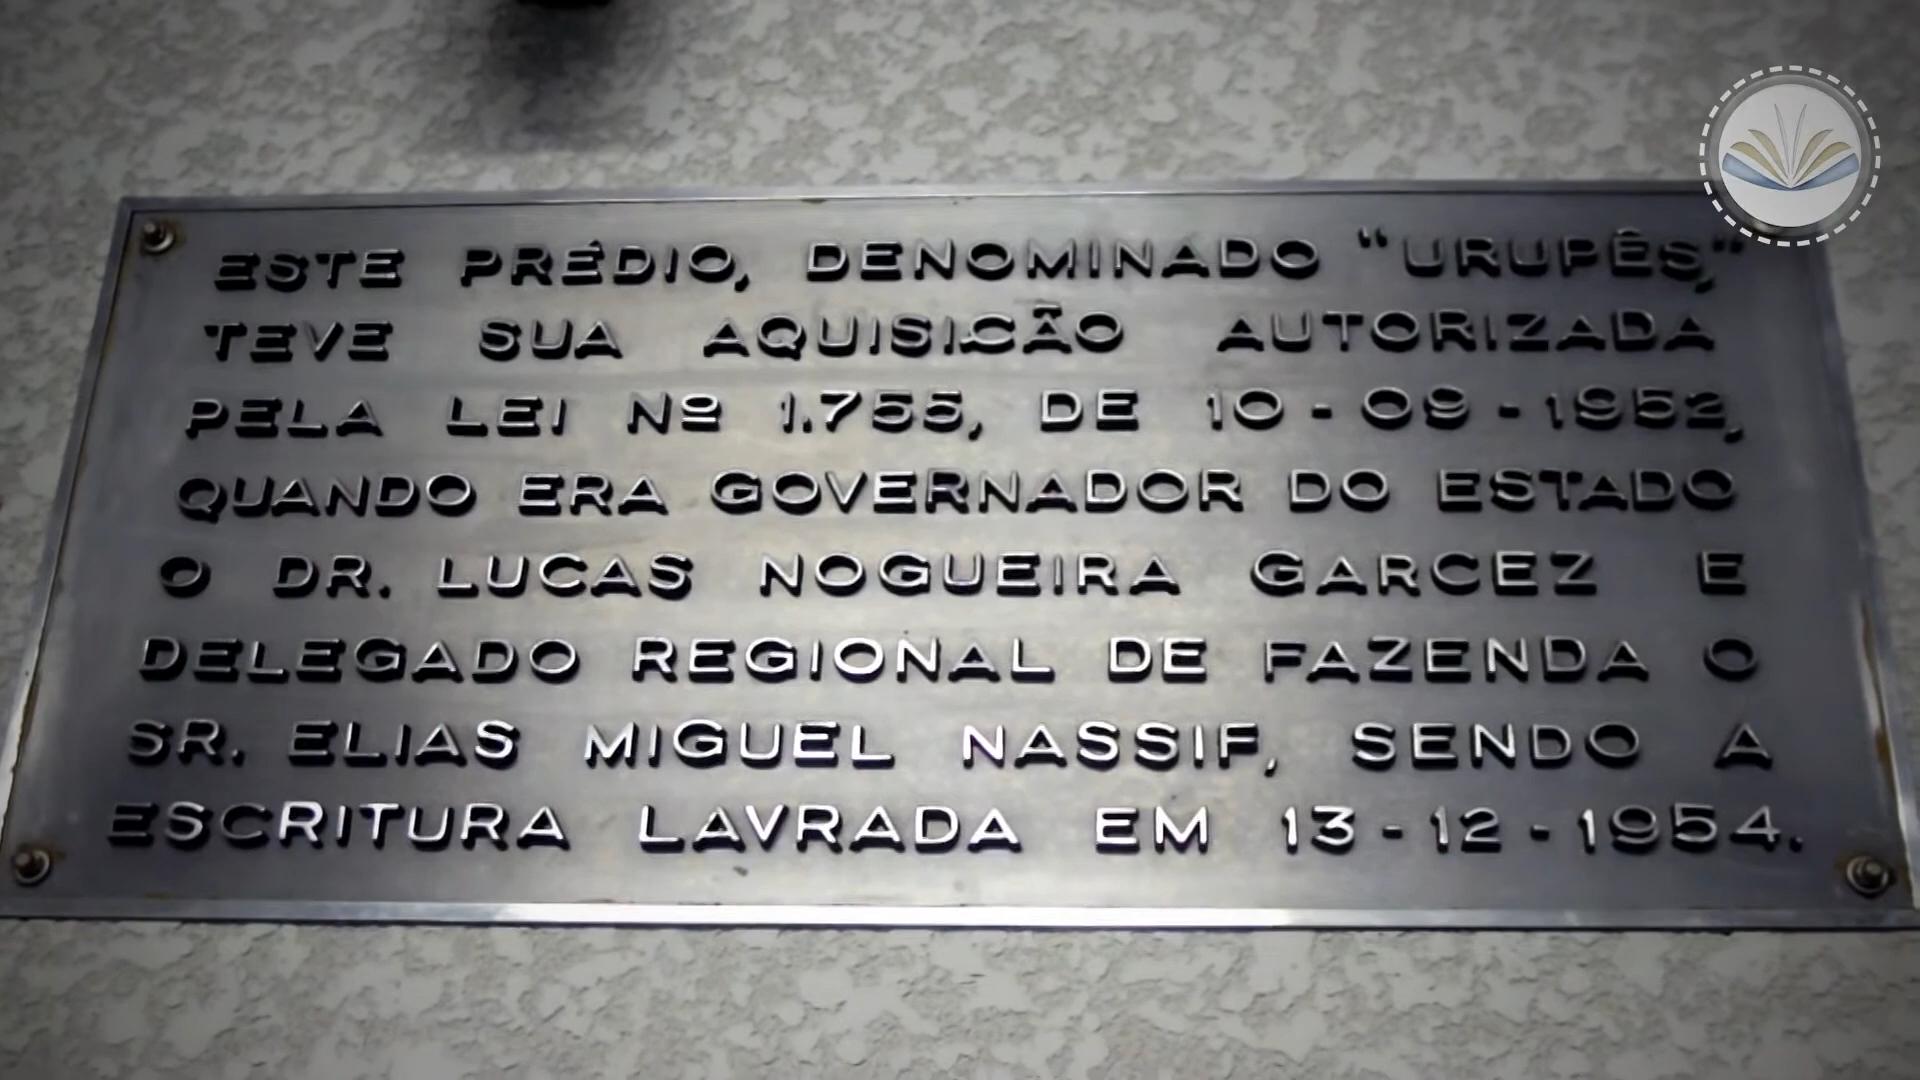 ESTE PRÉDIO, DENOMINADO "URUPÊS,"
TEVE SUA AQUISIÇÃO AUTORIZADA
PELA LEI Nº 1.755, DE 10-09-1952,
QUANDO ERA GOVERNADOR DO ESTADO
O DR. LUCAS NOGUEIRA GARCEZ E
DELEGADO REGIONAL DE FAZENDA O
SR. ELIAS MIGUEL NASSIF, SENDO A
ESCRITURA LAVRADA EM 13-12-1954.